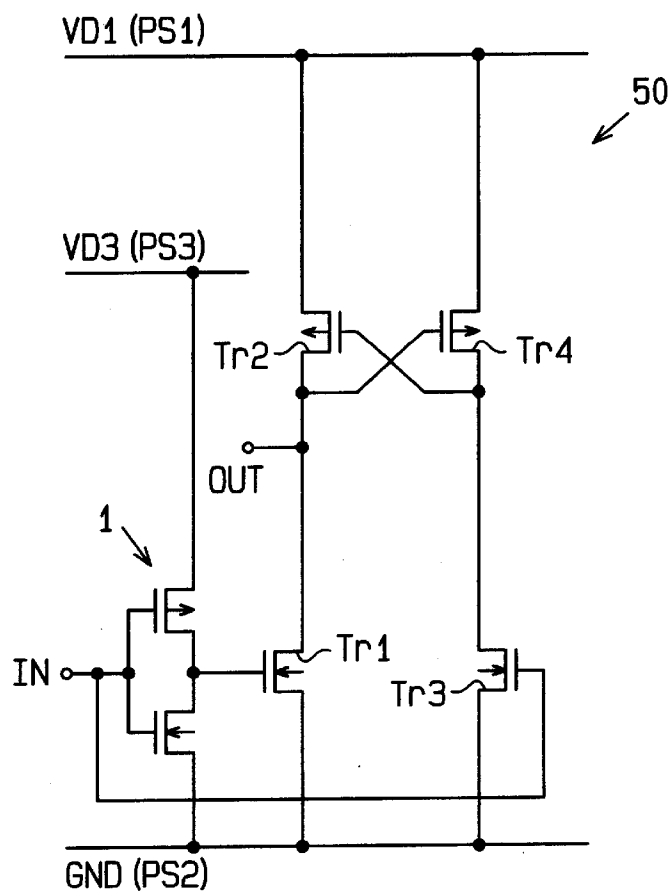 VD1 (PS1)
50
VD3 (PS3)
Tr2
Tr4
OUT
1
IN
Tr1
Tr3
GND (PS2)